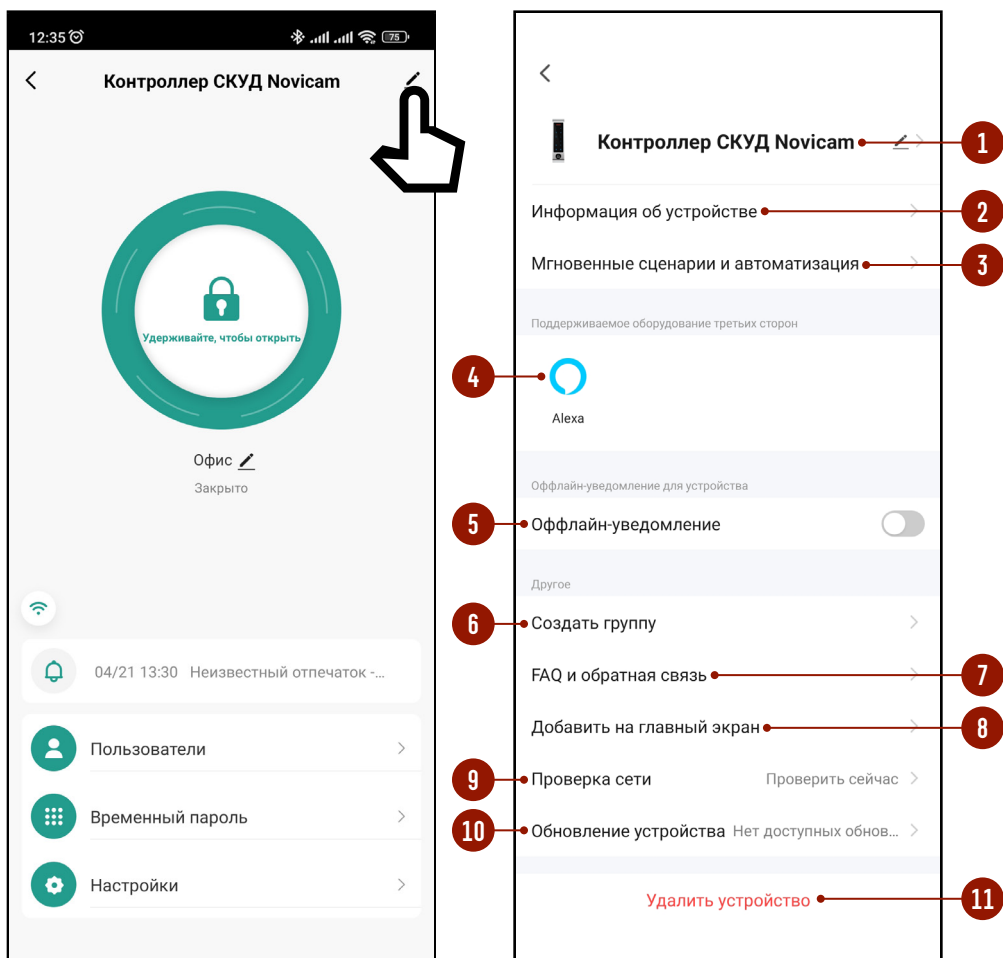 12:35
75
Контроллер СКУД Novicam
Удерживайте, чтобы открыть
Офис
Закрыто
04/21 13:30 Неизвестный отпечаток -...
Пользователи
Временный пароль
Настройки
Контроллер СКУД Novicam
1
Информация об устройстве
2
Мгновенные сценарии и автоматизация
3
Поддерживаемое оборудование третьих сторон
4
Alexa
Оффлайн-уведомление для устройства
5
Оффлайн-уведомление
Другое
6
Создать группу
FAQ и обратная связь
7
Добавить на главный экран
8
9
Проверка сети Проверить сейчас
10
Обновление устройства Нет доступных обнов...
Удалить устройство
11